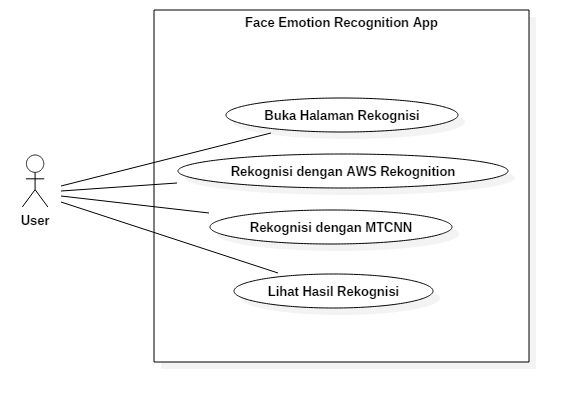 Face Emotion Recognition App
Buka Halaman Rekognisi
Rekognisi dengan AWS Rekognition
Rekognisi dengan MTCNN
Lihat Hasil Rekognisi
User